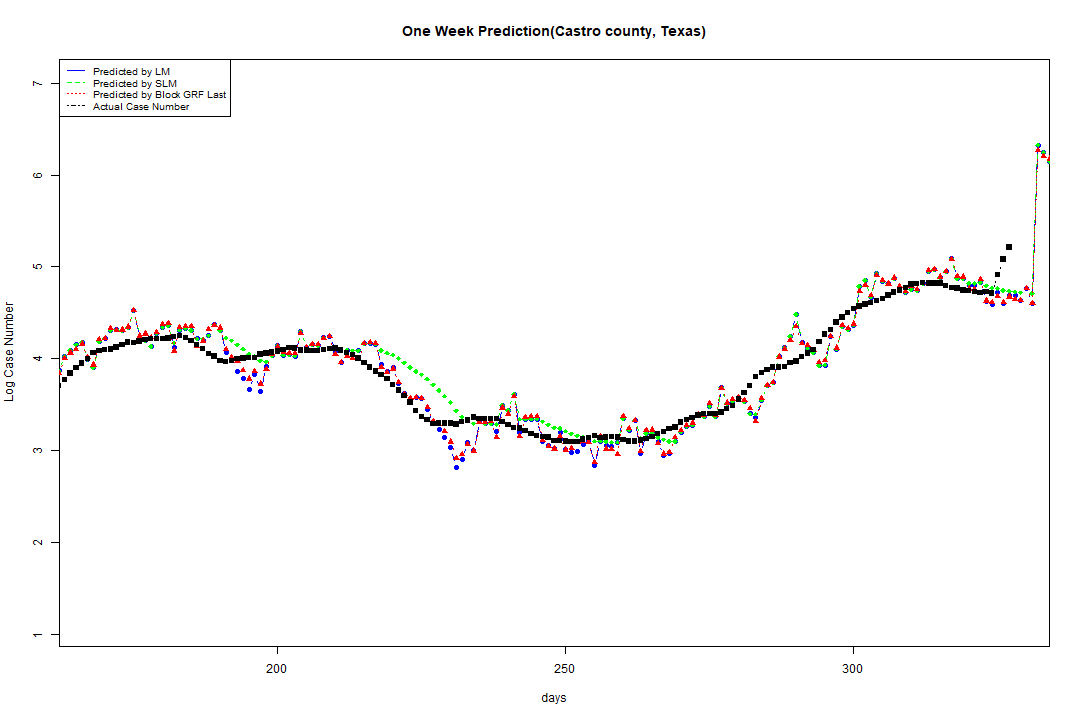 One Week Prediction(Castro county, Texas)
Predicted by LM
Predicted by SLM
Predicted by Block GRF Last
Actual Case Number
Log Case Number
7
6
5
4
3
2
1
200 250 300
days